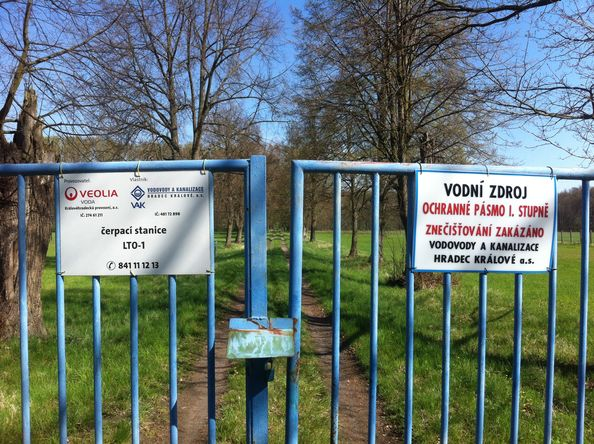 Provozovatel:
VEOLIA
VODA
Královéhradecká provozní, a.s.
IČ: 274 61 211
Vlastník:
VAK
VODOVODY A KANALIZACE
HRADEC KRÁLOVÉ, a.s.
IČ: 481 72 898
čerpací stanice
LTO-1
841 11 12 13
VODNÍ ZDROJ
OCHRANNÉ PÁSMO I. STUPNĚ
ZNEČIŠTOVÁNÍ ZAKÁZÁNO
VODOVODY A KANALIZACE
HRADEC KRÁLOVÉ a.s.